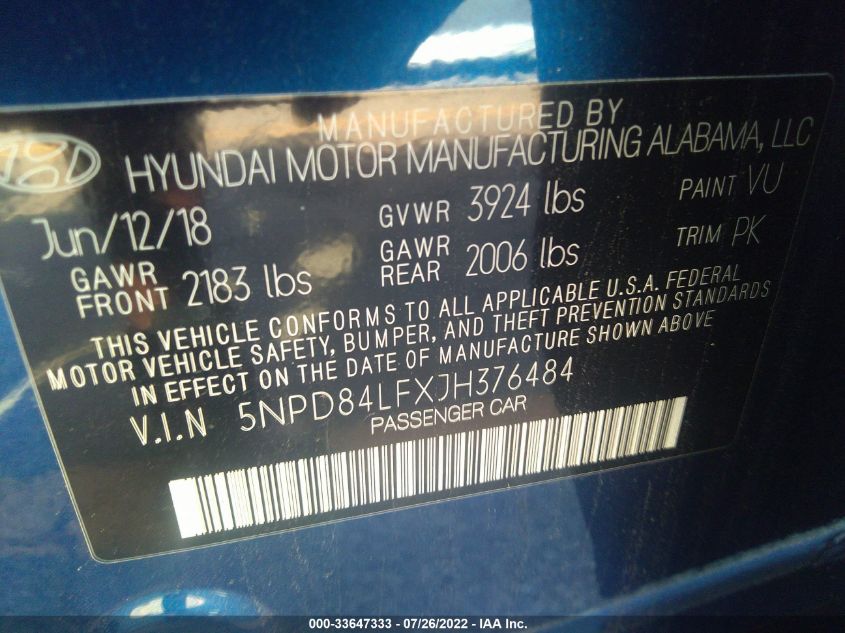 MANUFACTURED BY
HYUNDAI MOTOR MANUFACTURING ALABAMA, LLC
Jun/12/18 GVWR 3924 lbs PAINT VU
GAWR FRONT 2183 lbs GAWR REAR 2006 lbs TRIM PK
THIS VEHICLE CONFORMS TO ALL APPLICABLE U.S.A. FEDERAL
MOTOR VEHICLE SAFETY, BUMPER, AND THEFT PREVENTION STANDARDS
IN EFFECT ON THE DATE OF MANUFACTURE SHOWN ABOVE
V.I.N 5NPD84LFXJH376484
PASSENGER CAR
000-33647333 - 07/26/2022 - IAA Inc.